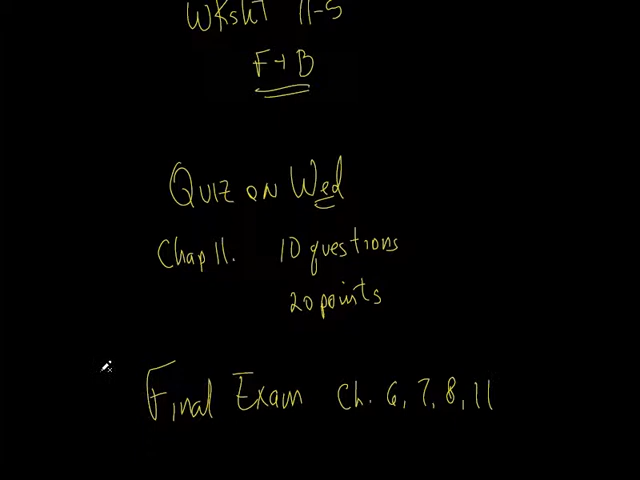 WKsht 11-5
F+B
Quiz on Wed
Chap 11. 10 questions
20 points
Final Exam Ch. 6, 7, 8, 11